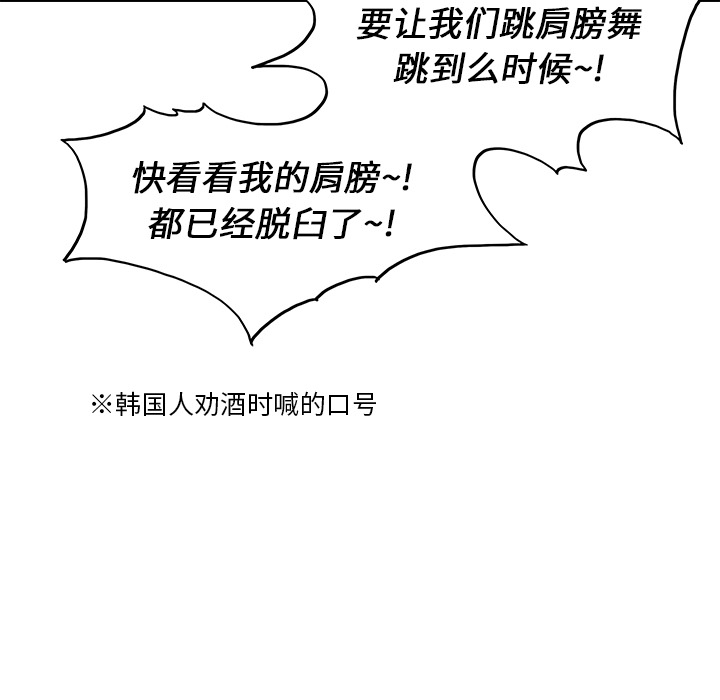 要让我们跳肩膀舞
跳到么时候~!
快看看我的肩膀~!
都已经脱臼了~!
※韩国人劝酒时喊的口号